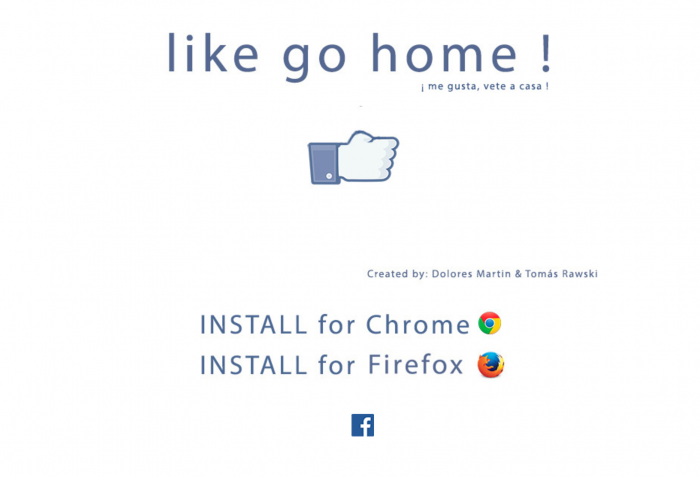 like go home !
¡ me gusta, vete a casa !
Created by: Dolores Martin & Tomás Rawski
INSTALL for Chrome
INSTALL for Firefox